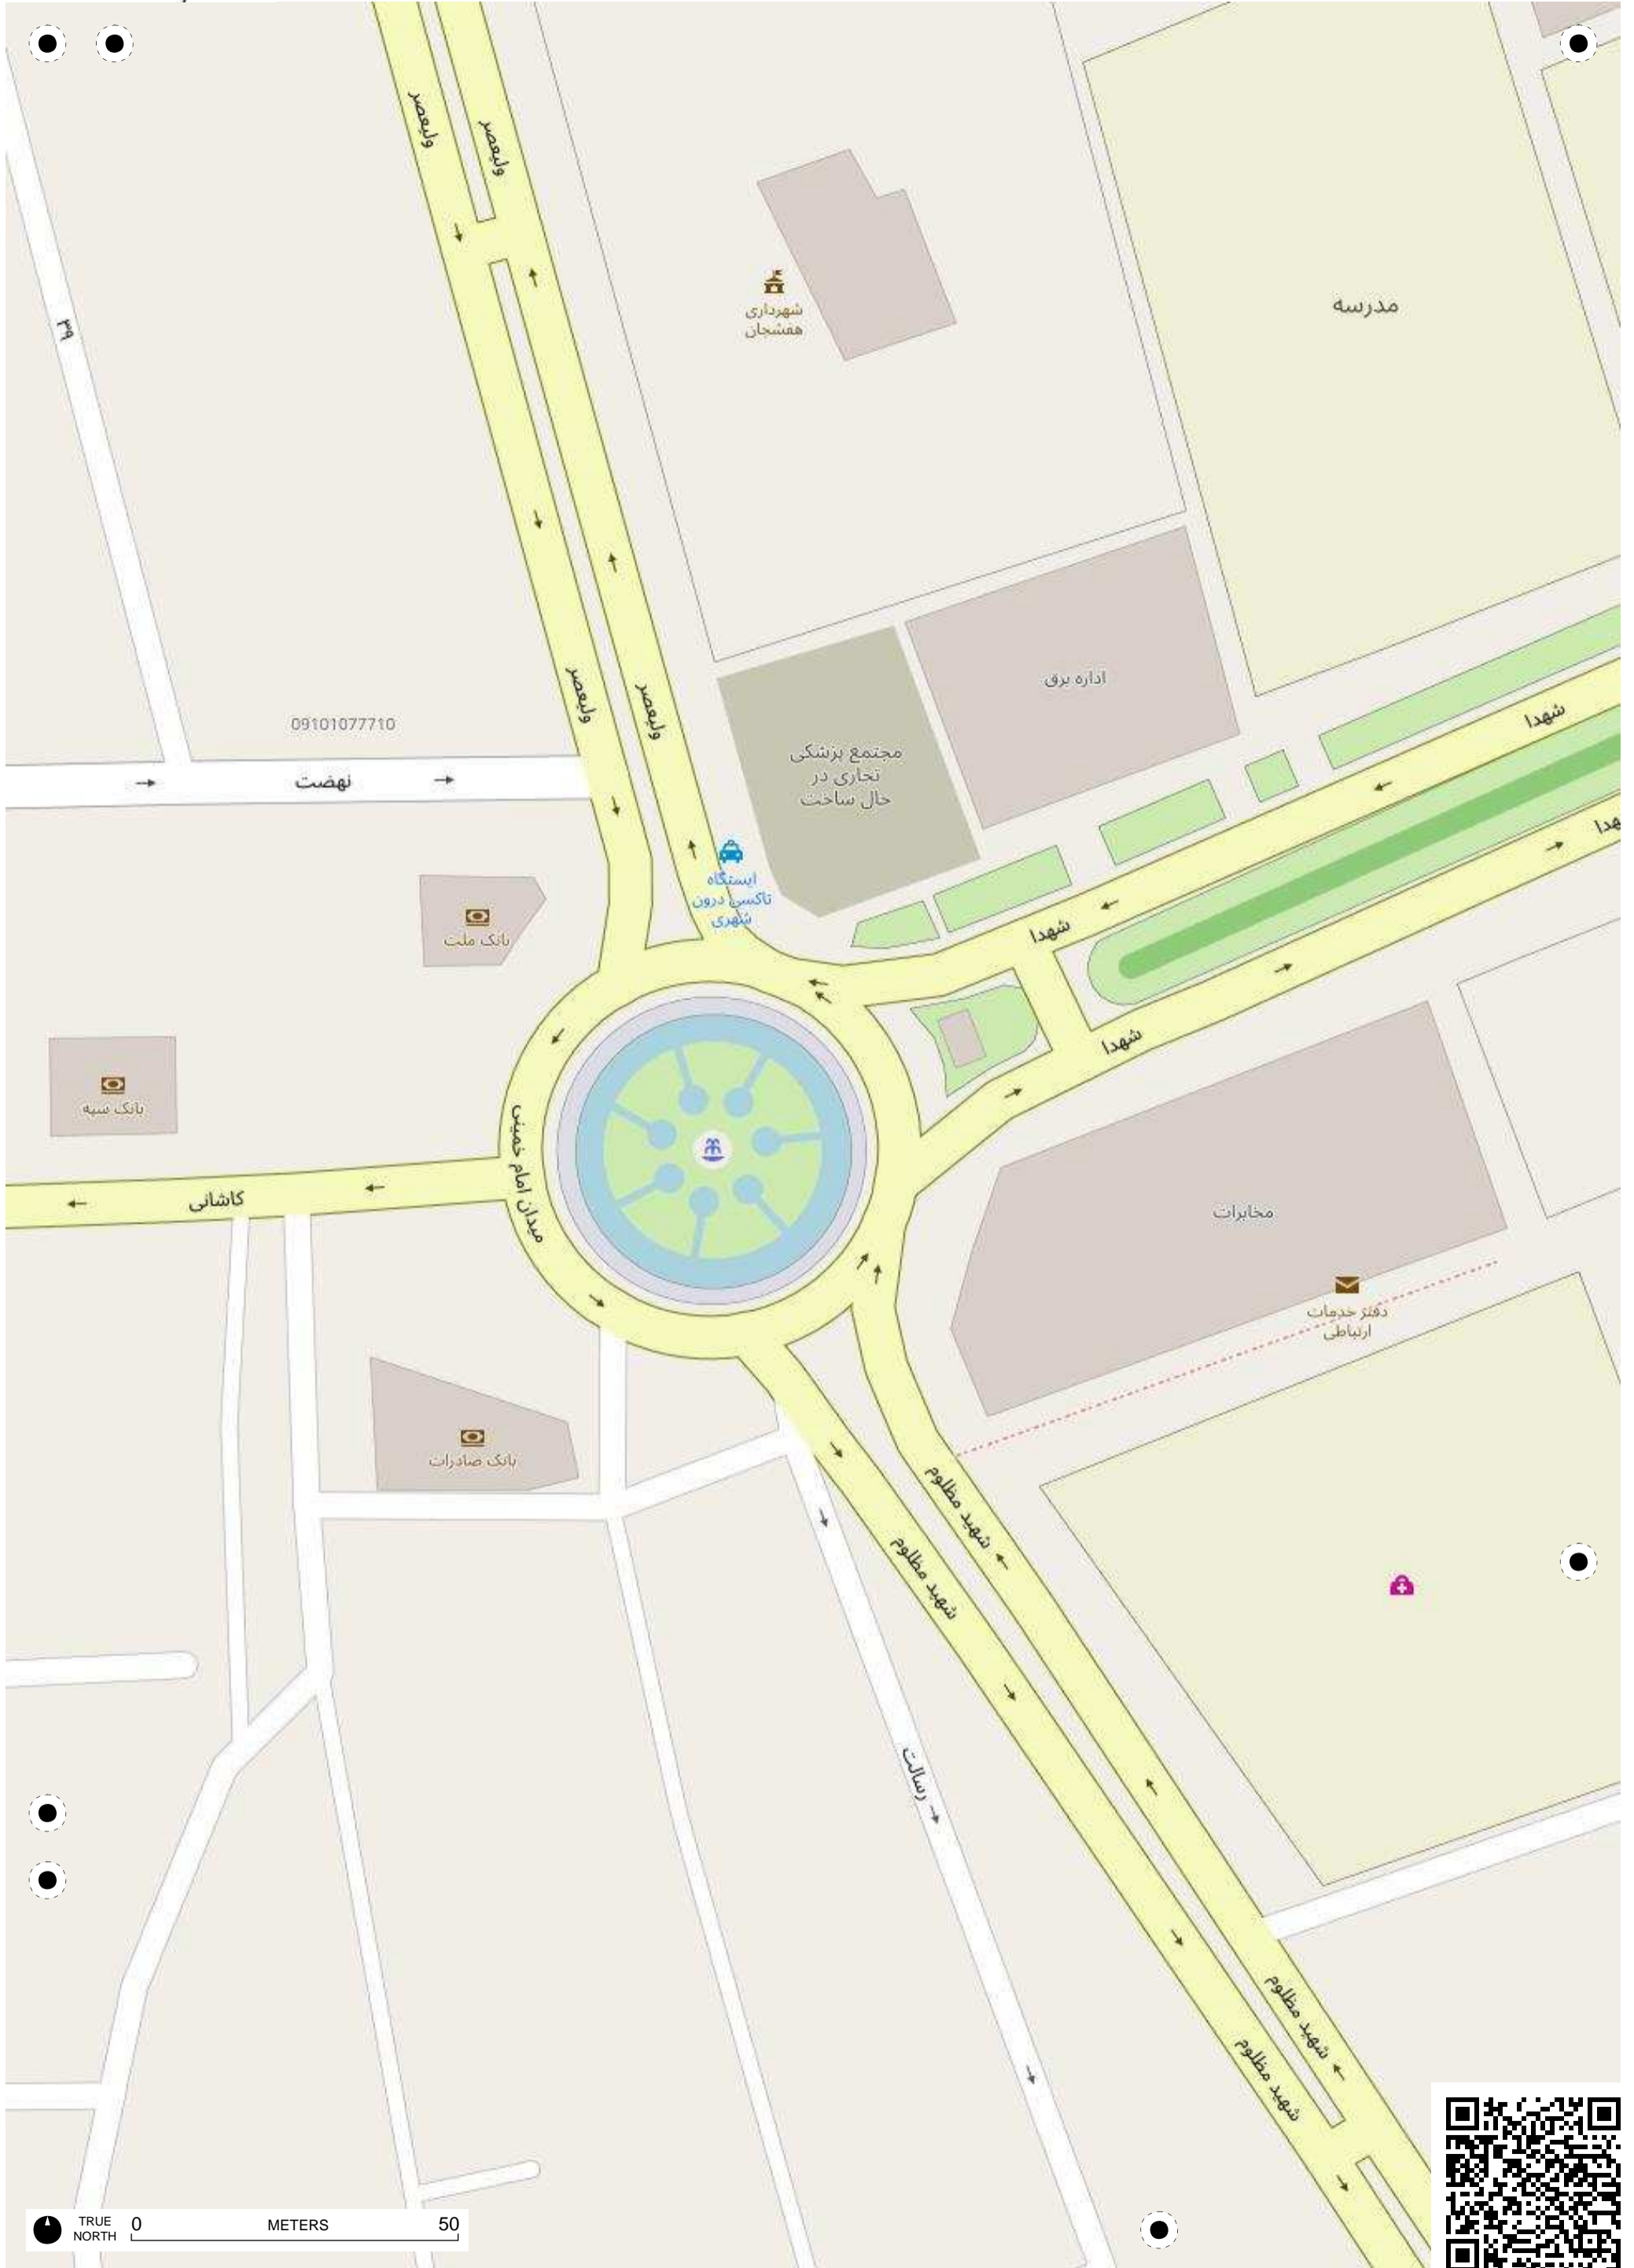 ولیعصر
ولیعصر
شهرداری
هفشجان
مدرسه
۳۹
ولیعصر
ولیعصر
اداره برق
شهدا
09101077710
نهضت
مجتمع پزشکی
تجاری در
حال ساخت
ایستگاه
تاکسی درون
شهری
بانک ملت
شهدا
شهدا
بانک سپه
میدان امام خمینی
کاشانی
مخابرات
دفتر خدمات
ارتباطی
بانک صادرات
شهید مظلوم
شهید مظلوم
رسالت
شهید مظلوم
شهید مظلوم
TRUE
NORTH
0 METERS 50